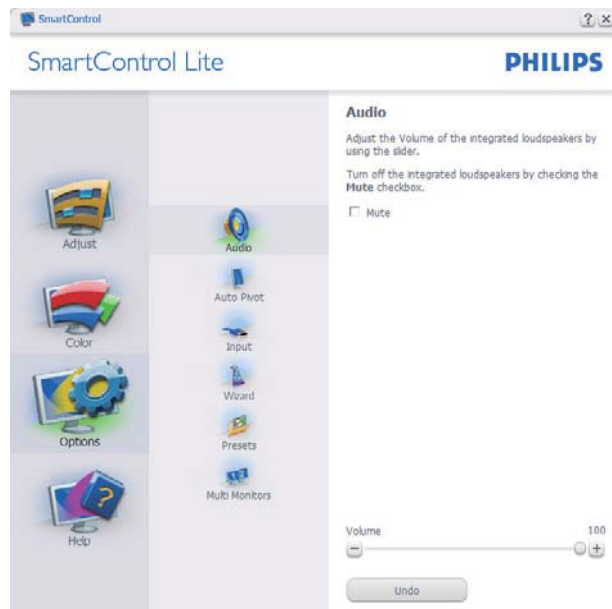 SmartControl
SmartControl Lite
PHILIPS
Adjust
Color
Options
Help
Audio
Auto Pivot
Input
Wizard
Presets
Multi Monitors
Audio
Adjust the Volume of the integrated loudspeakers by
using the slider.
Turn off the integrated loudspeakers by checking the
Mute checkbox.
Mute
Volume 100
Undo